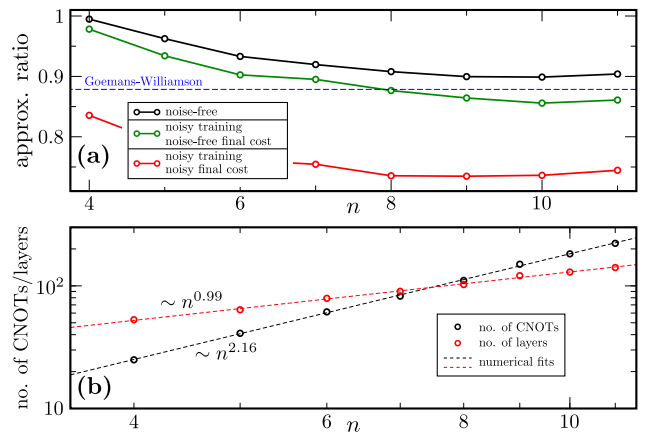 1
0.9
0.8
approx. ratio
Goemans-Williamson
noise-free
noisy training
noise-free final cost
noisy training
noisy final cost
(a)
4 6 8 10
n
no. of CNOTs/layers
10²
10
∼ n^0.99
∼ n^2.16
no. of CNOTs
no. of layers
numerical fits
(b)
4 6 8 10
n